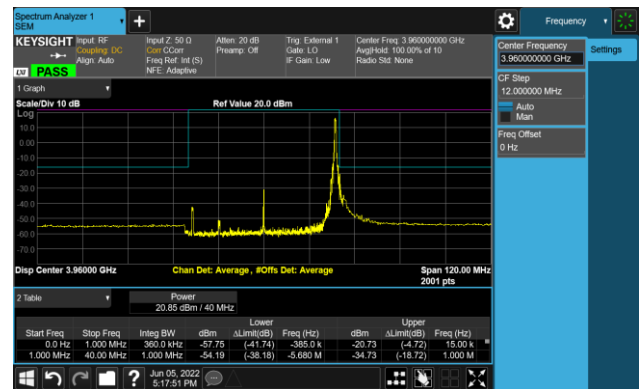 Spectrum Analyzer 1
SEM
Frequency
KEYSIGHT Input: RF
Coupling: DC
Align: Auto
Input Z: 50 Ω
Corr CCorr
Freq Ref: Int (S)
NFE: Adaptive
Atten: 20 dB
Preamp: Off
Trig: External 1
Gate: LO
IF Gain: Low
Center Freq: 3.960000000 GHz
Avg|Hold: 100.00% of 10
Radio Std: None
LXI PASS
Center Frequency
3.960000000 GHz
Settings
CF Step
12.000000 MHz
Auto
Man
Freq Offset
0 Hz
1 Graph
Scale/Div 10 dB
Ref Value 20.0 dBm
Log
10.0
0.00
-10.0
-20.0
-30.0
-40.0
-50.0
-60.0
-70.0
Disp Center 3.96000 GHz
Chan Det: Average, #Offs Det: Average
Span 120.00 MHz
2001 pts
2 Table
Power
20.85 dBm / 40 MHz
Lower Upper
Start Freq Stop Freq Integ BW dBm ΔLimit(dB) Freq (Hz) dBm ΔLimit(dB) Freq (Hz)
0.0 Hz 1.000 MHz 360.0 kHz -57.75 (-41.74) -385.0 k -20.73 (-4.72) 15.00 k
1.000 MHz 40.00 MHz 1.000 MHz -54.19 (-38.18) -5.680 M -34.73 (-18.72) 1.000 M
? Jun 05, 2022
5:17:51 PM